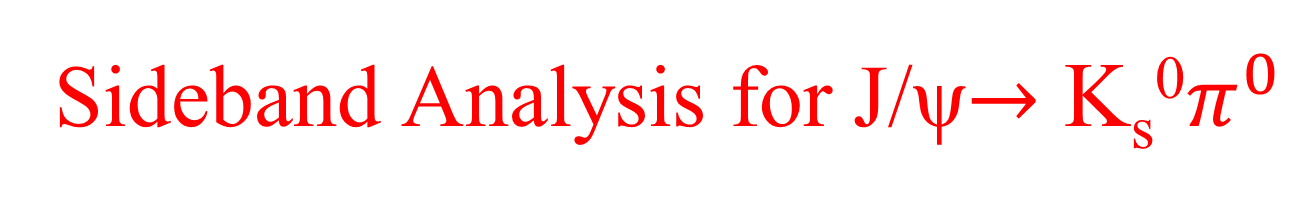 Sideband Analysis for J/ψ→ Kₛ⁰π⁰